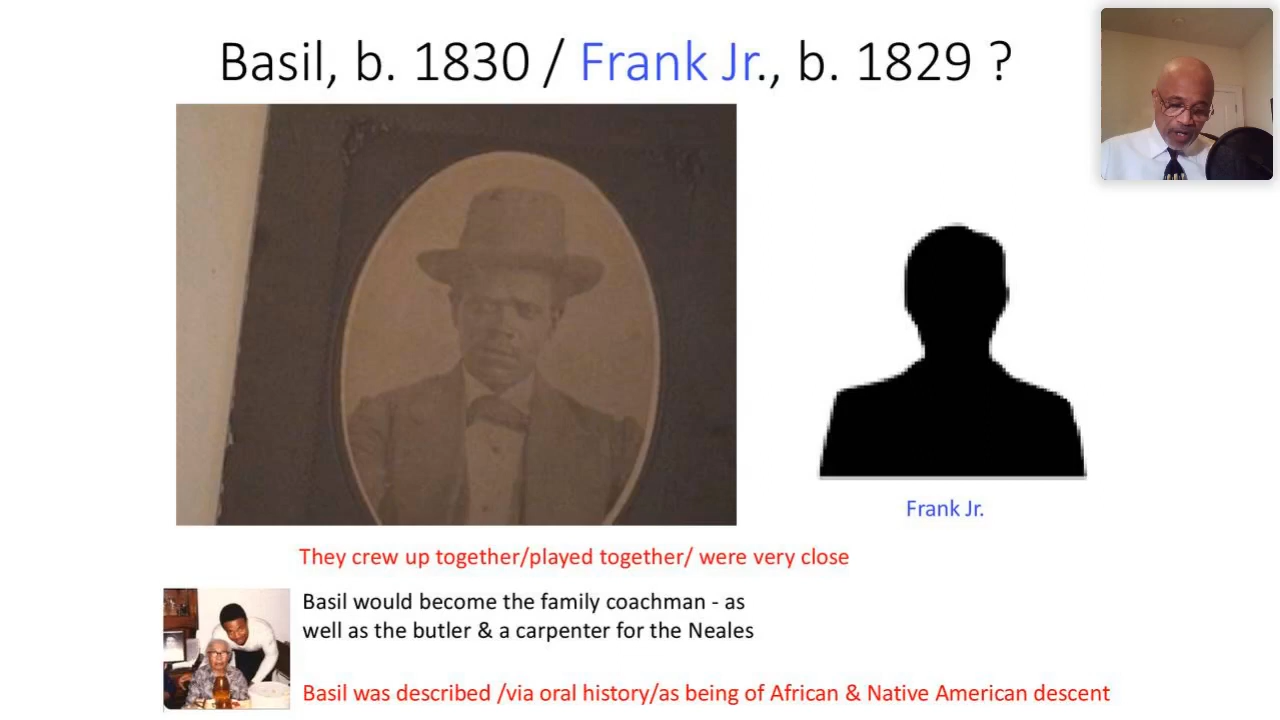 Basil, b. 1830 / Frank Jr., b. 1829 ?
Frank Jr.
They crew up together/played together/ were very close
Basil would become the family coachman - as
well as the butler & a carpenter for the Neales
Basil was described /via oral history/as being of African & Native American descent